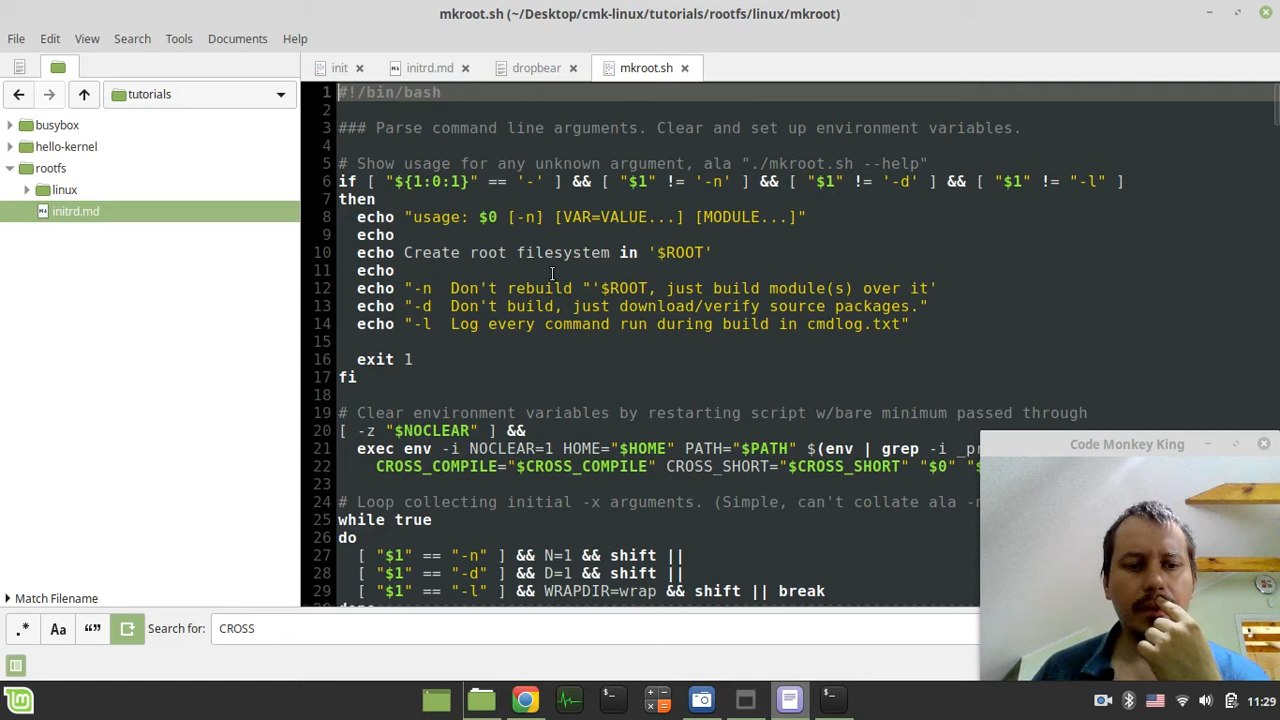 mkroot.sh (~/Desktop/cmk-linux/tutorials/rootfs/linux/mkroot)
File Edit View Search Tools Documents Help
init initrd.md dropbear mkroot.sh
tutorials
busybox
hello-kernel
rootfs
linux
initrd.md
1 #!/bin/bash
2
3 ### Parse command line arguments. Clear and set up environment variables.
4
5 # Show usage for any unknown argument, ala "./mkroot.sh --help"
6 if [ "${1:0:1}" == '-' ] && [ "$1" != '-n' ] && [ "$1" != '-d' ] && [ "$1" != "-l" ]
7 then
8 echo "usage: $0 [-n] [VAR=VALUE...] [MODULE...]"
9 echo
10 echo Create root filesystem in '$ROOT'
11 echo
12 echo "-n  Don't rebuild "'$ROOT, just build module(s) over it'
13 echo "-d  Don't build, just download/verify source packages."
14 echo "-l  Log every command run during build in cmdlog.txt"
15
16 exit 1
17 fi
18
19 # Clear environment variables by restarting script w/bare minimum passed through
20 [ -z "$NOCLEAR" ] &&
21 exec env -i NOCLEAR=1 HOME="$HOME" PATH="$PATH" $(env | grep -i _p
22 CROSS_COMPILE="$CROSS_COMPILE" CROSS_SHORT="$CROSS_SHORT" "$0" "$
23
24 # Loop collecting initial -x arguments. (Simple, can't collate ala -n
25 while true
26 do
27 [ "$1" == "-n" ] && N=1 && shift ||
28 [ "$1" == "-d" ] && D=1 && shift ||
29 [ "$1" == "-l" ] && WRAPDIR=wrap && shift || break
Code Monkey King
Match Filename
.* Aa “” Search for: CROSS
11:29